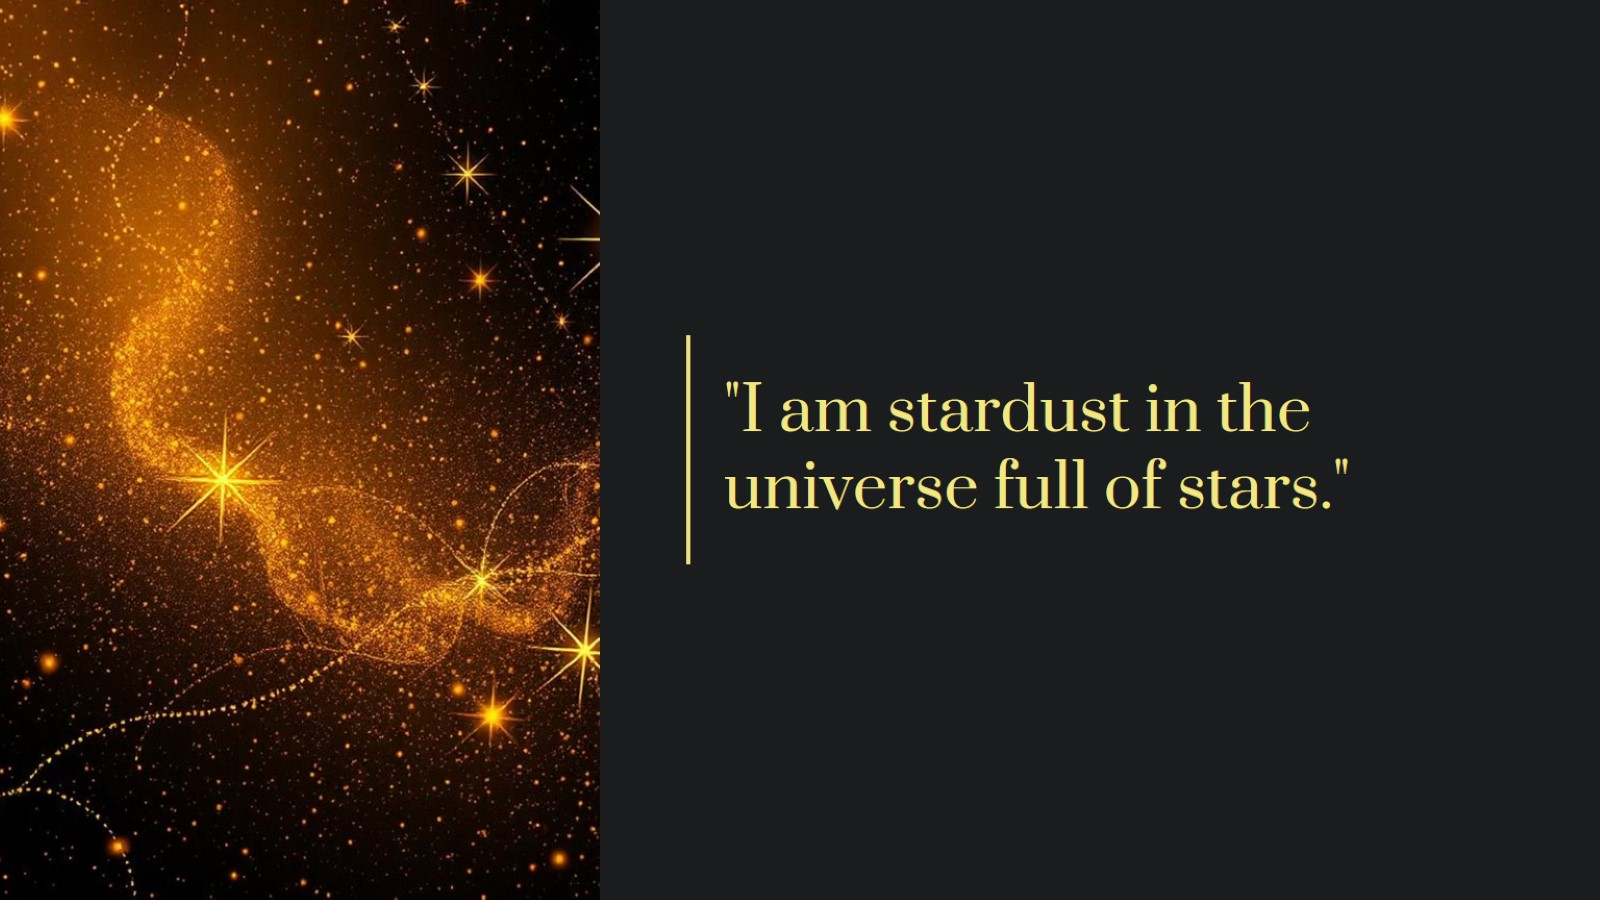 "I am stardust in the
universe full of stars."